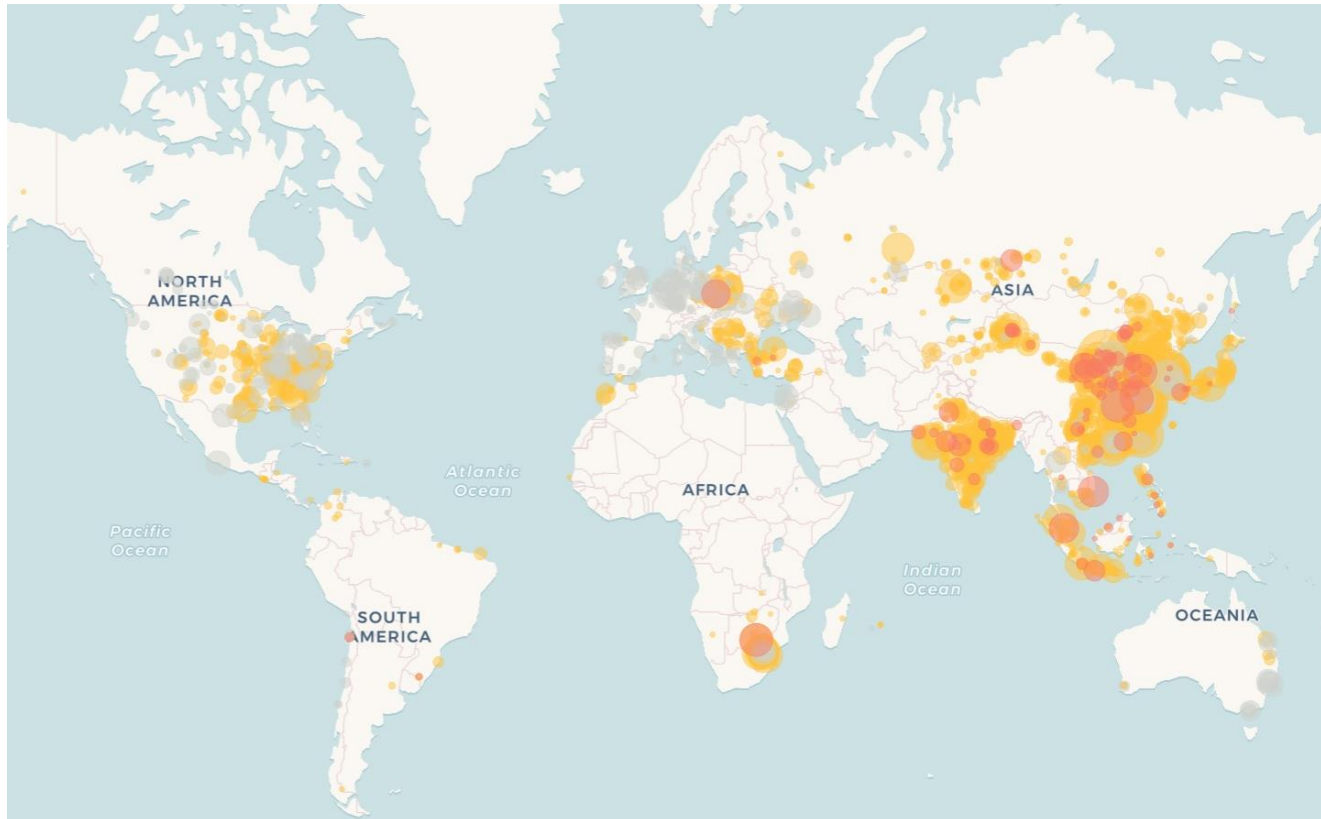 NORTH
AMERICA
ASIA
Atlantic
Ocean
AFRICA
Pacific
Ocean
Indian
Ocean
SOUTH
AMERICA
OCEANIA